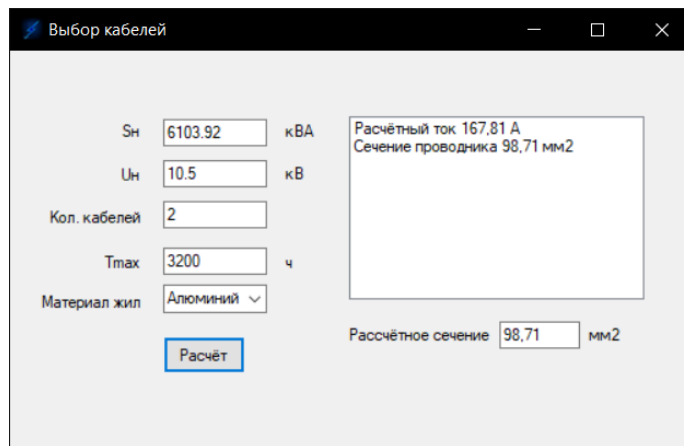 Выбор кабелей
Sн 6103.92 кВА
Uн 10.5 кВ
Кол. кабелей 2
Tmax 3200 ч
Материал жил Алюминий
Расчёт
Расчётный ток 167,81 А
Сечение проводника 98,71 мм2
Рассчётное сечение 98,71 мм2